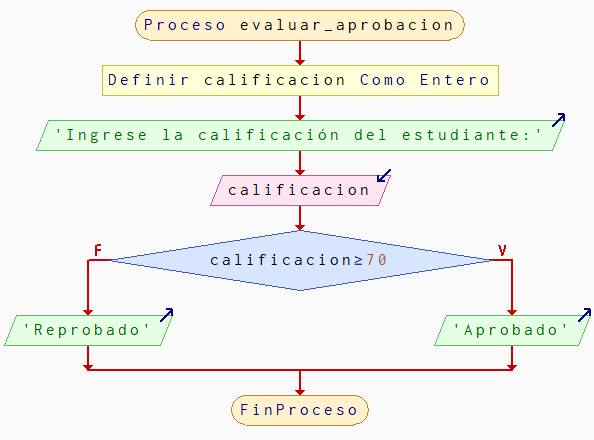 Proceso evaluar_aprobacion
Definir calificacion Como Entero
'Ingrese la calificación del estudiante:'
calificacion
F
V
calificacion≥70
'Reprobado'
'Aprobado'
FinProceso